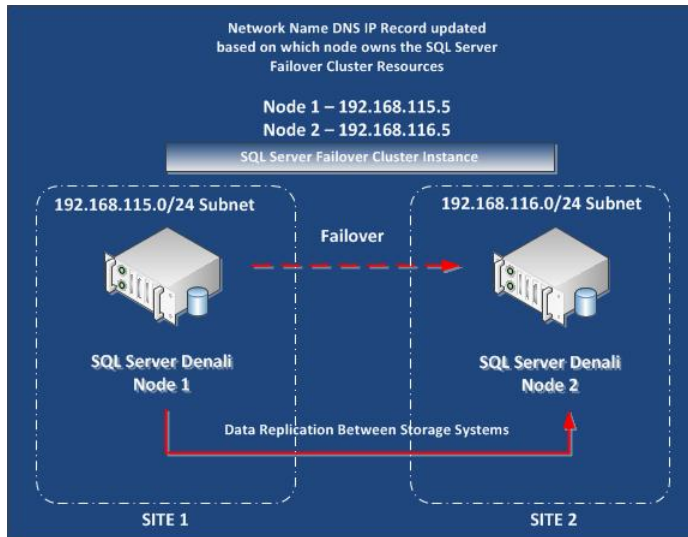 Network Name DNS IP Record updated
based on which node owns the SQL Server
Failover Cluster Resources
Node 1 – 192.168.115.5
Node 2 – 192.168.116.5
SQL Server Failover Cluster Instance
192.168.115.0/24 Subnet
192.168.116.0/24 Subnet
Failover
SQL Server Denali
Node 1
SQL Server Denali
Node 2
Data Replication Between Storage Systems
SITE 1
SITE 2